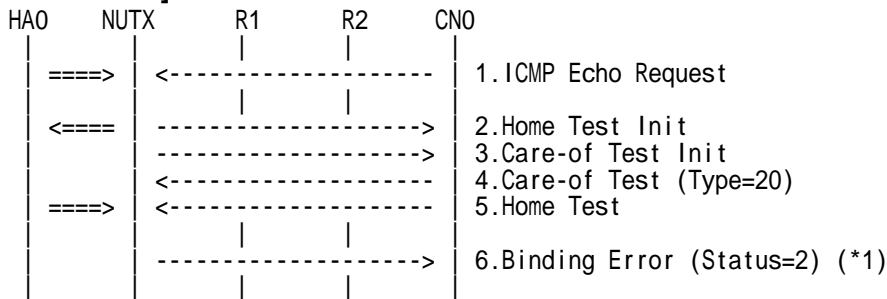 HA0 NUTX R1 R2 CN0
| | | | |
| ====> | <--------------------- | 1.ICMP Echo Request
| | | | |
| <==== | ---------------------> | 2.Home Test Init
| | ---------------------> | 3.Care-of Test Init
| | <--------------------- | 4.Care-of Test (Type=20)
| ====> | <--------------------- | 5.Home Test
| | | | |
| | ---------------------> | 6.Binding Error (Status=2) (*1)
| | | | |